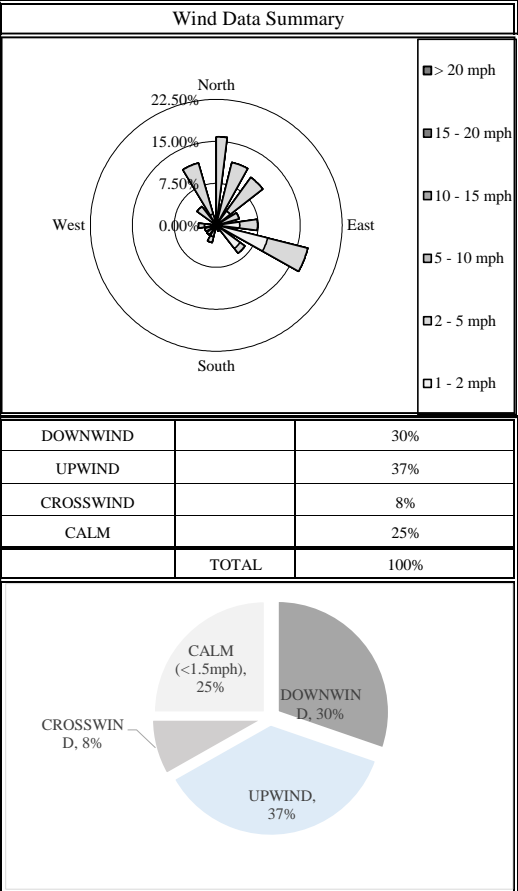 Wind Data Summary
North
22.50%
15.00%
7.50%
0.00%
West
East
South
> 20 mph
15 - 20 mph
10 - 15 mph
5 - 10 mph
2 - 5 mph
1 - 2 mph
DOWNWIND 30%
UPWIND 37%
CROSSWIND 8%
CALM 25%
TOTAL 100%
CALM
(<1.5mph),
25%
DOWNWIN
D, 30%
CROSSWIN
D, 8%
UPWIND,
37%